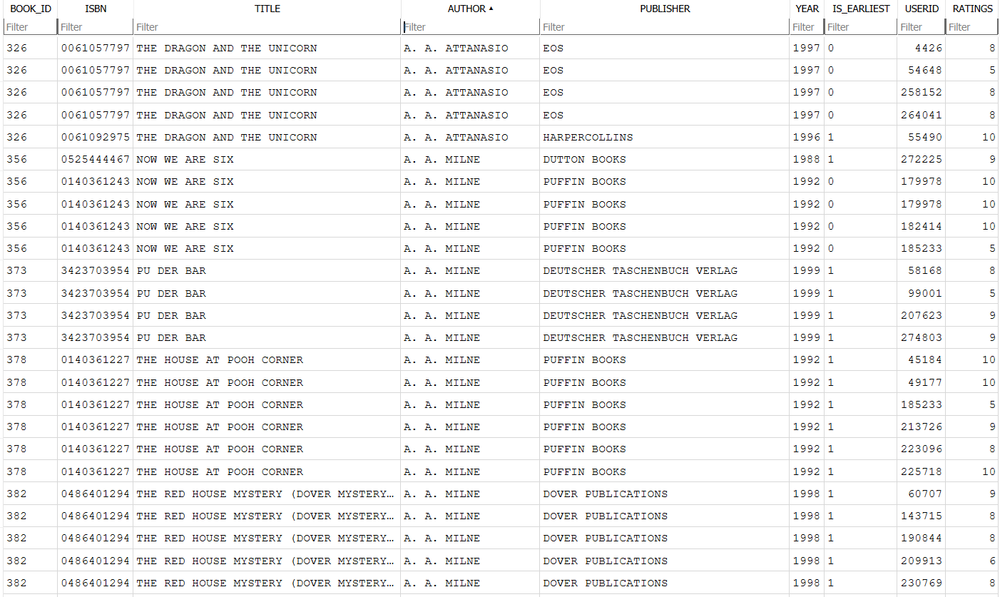 BOOK_ID ISBN TITLE AUTHOR ▲ PUBLISHER YEAR IS_EARLIEST USERID RATINGS
Filter Filter Filter Filter Filter Filter Filter Filter Filter
326 0061057797 THE DRAGON AND THE UNICORN A. A. ATTANASIO EOS 1997 0 4426 8
326 0061057797 THE DRAGON AND THE UNICORN A. A. ATTANASIO EOS 1997 0 54648 5
326 0061057797 THE DRAGON AND THE UNICORN A. A. ATTANASIO EOS 1997 0 258152 8
326 0061057797 THE DRAGON AND THE UNICORN A. A. ATTANASIO EOS 1997 0 264041 8
326 0061092975 THE DRAGON AND THE UNICORN A. A. ATTANASIO HARPERCOLLINS 1996 1 55490 10
356 0525444467 NOW WE ARE SIX A. A. MILNE DUTTON BOOKS 1988 1 272225 9
356 0140361243 NOW WE ARE SIX A. A. MILNE PUFFIN BOOKS 1992 0 179978 10
356 0140361243 NOW WE ARE SIX A. A. MILNE PUFFIN BOOKS 1992 0 179978 10
356 0140361243 NOW WE ARE SIX A. A. MILNE PUFFIN BOOKS 1992 0 182414 10
356 0140361243 NOW WE ARE SIX A. A. MILNE PUFFIN BOOKS 1992 0 185233 5
373 3423703954 PU DER BAR A. A. MILNE DEUTSCHER TASCHENBUCH VERLAG 1999 1 58168 8
373 3423703954 PU DER BAR A. A. MILNE DEUTSCHER TASCHENBUCH VERLAG 1999 1 99001 5
373 3423703954 PU DER BAR A. A. MILNE DEUTSCHER TASCHENBUCH VERLAG 1999 1 207623 9
373 3423703954 PU DER BAR A. A. MILNE DEUTSCHER TASCHENBUCH VERLAG 1999 1 274803 9
378 0140361227 THE HOUSE AT POOH CORNER A. A. MILNE PUFFIN BOOKS 1992 1 45184 10
378 0140361227 THE HOUSE AT POOH CORNER A. A. MILNE PUFFIN BOOKS 1992 1 49177 10
378 0140361227 THE HOUSE AT POOH CORNER A. A. MILNE PUFFIN BOOKS 1992 1 185233 5
378 0140361227 THE HOUSE AT POOH CORNER A. A. MILNE PUFFIN BOOKS 1992 1 213726 9
378 0140361227 THE HOUSE AT POOH CORNER A. A. MILNE PUFFIN BOOKS 1992 1 223096 8
378 0140361227 THE HOUSE AT POOH CORNER A. A. MILNE PUFFIN BOOKS 1992 1 225718 10
382 0486401294 THE RED HOUSE MYSTERY (DOVER MYSTERY… A. A. MILNE DOVER PUBLICATIONS 1998 1 60707 9
382 0486401294 THE RED HOUSE MYSTERY (DOVER MYSTERY… A. A. MILNE DOVER PUBLICATIONS 1998 1 143715 8
382 0486401294 THE RED HOUSE MYSTERY (DOVER MYSTERY… A. A. MILNE DOVER PUBLICATIONS 1998 1 190844 8
382 0486401294 THE RED HOUSE MYSTERY (DOVER MYSTERY… A. A. MILNE DOVER PUBLICATIONS 1998 1 209913 6
382 0486401294 THE RED HOUSE MYSTERY (DOVER MYSTERY… A. A. MILNE DOVER PUBLICATIONS 1998 1 230769 8